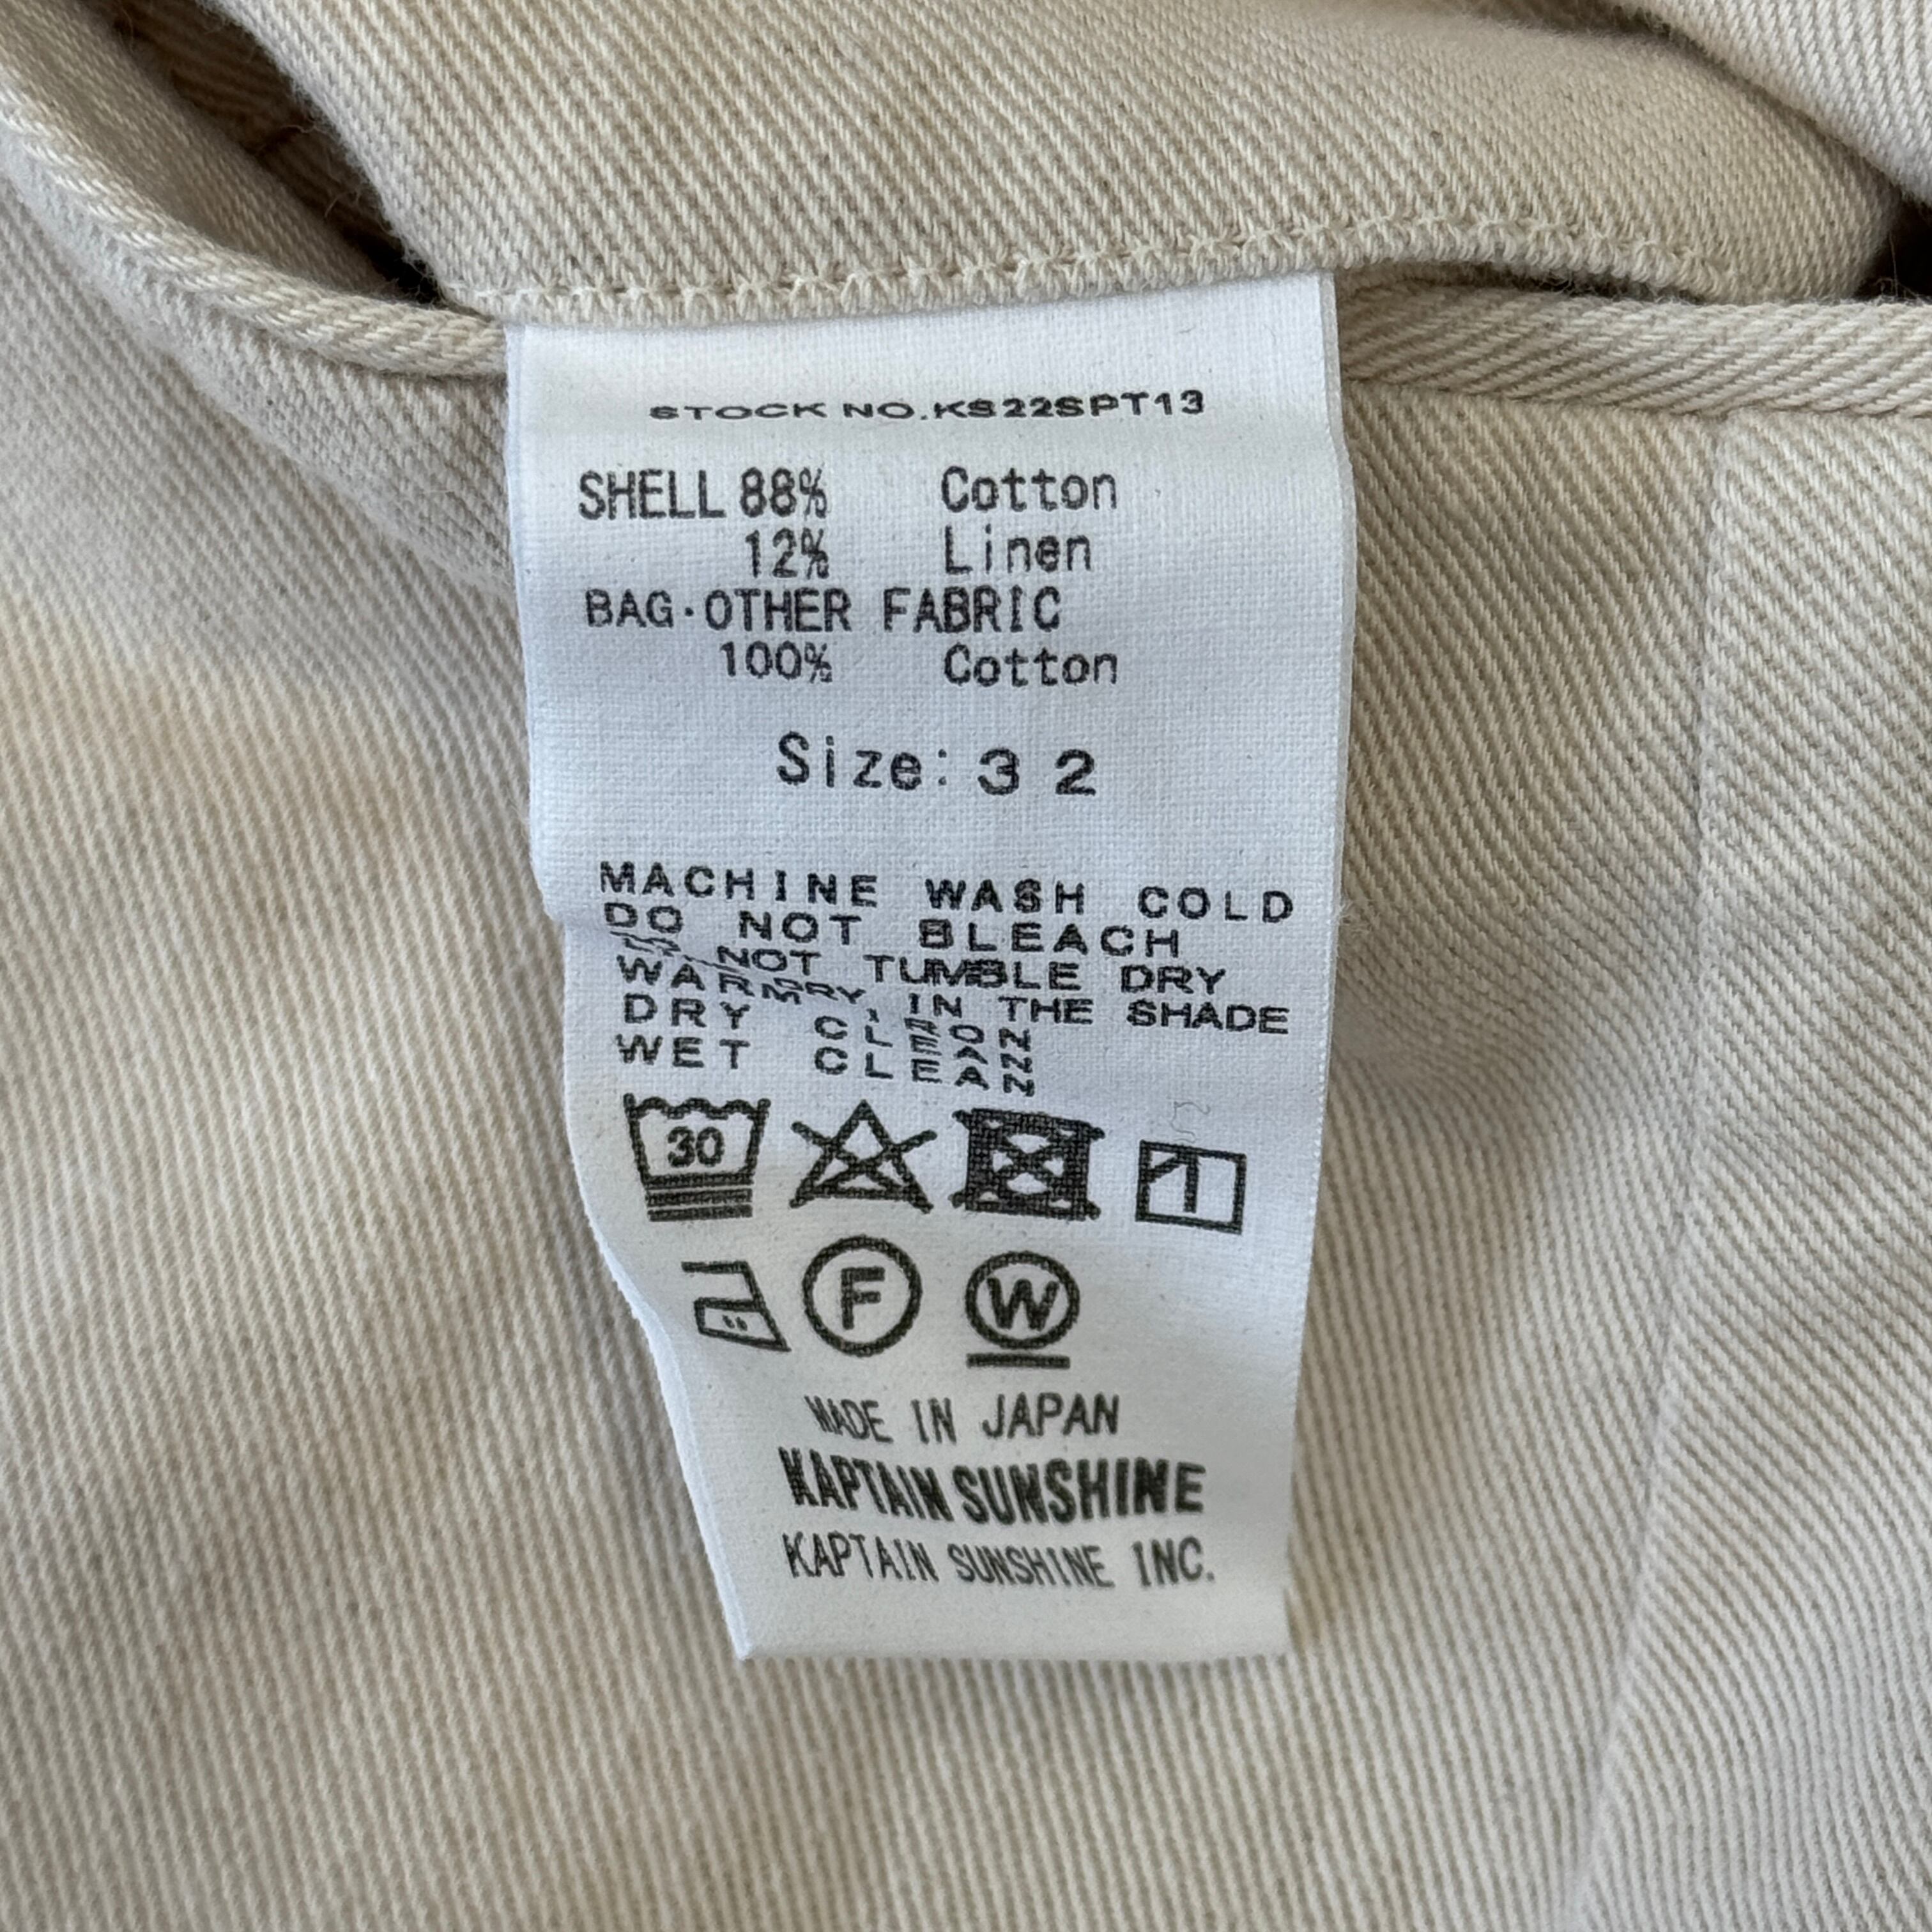 STOCK NO.KS22SPT13
SHELL 88% Cotton
12% Linen
BAG·OTHER FABRIC
100% Cotton
Size: 32
MACHINE WASH COLD
DO NOT BLEACH
DO NOT TUMBLE DRY
DRY, IN THE SHADE
WARM IRON
DRY CLEAN
WET CLEAN
30
F
W
MADE IN JAPAN
KAPTAIN SUNSHINE
KAPTAIN SUNSHINE INC.